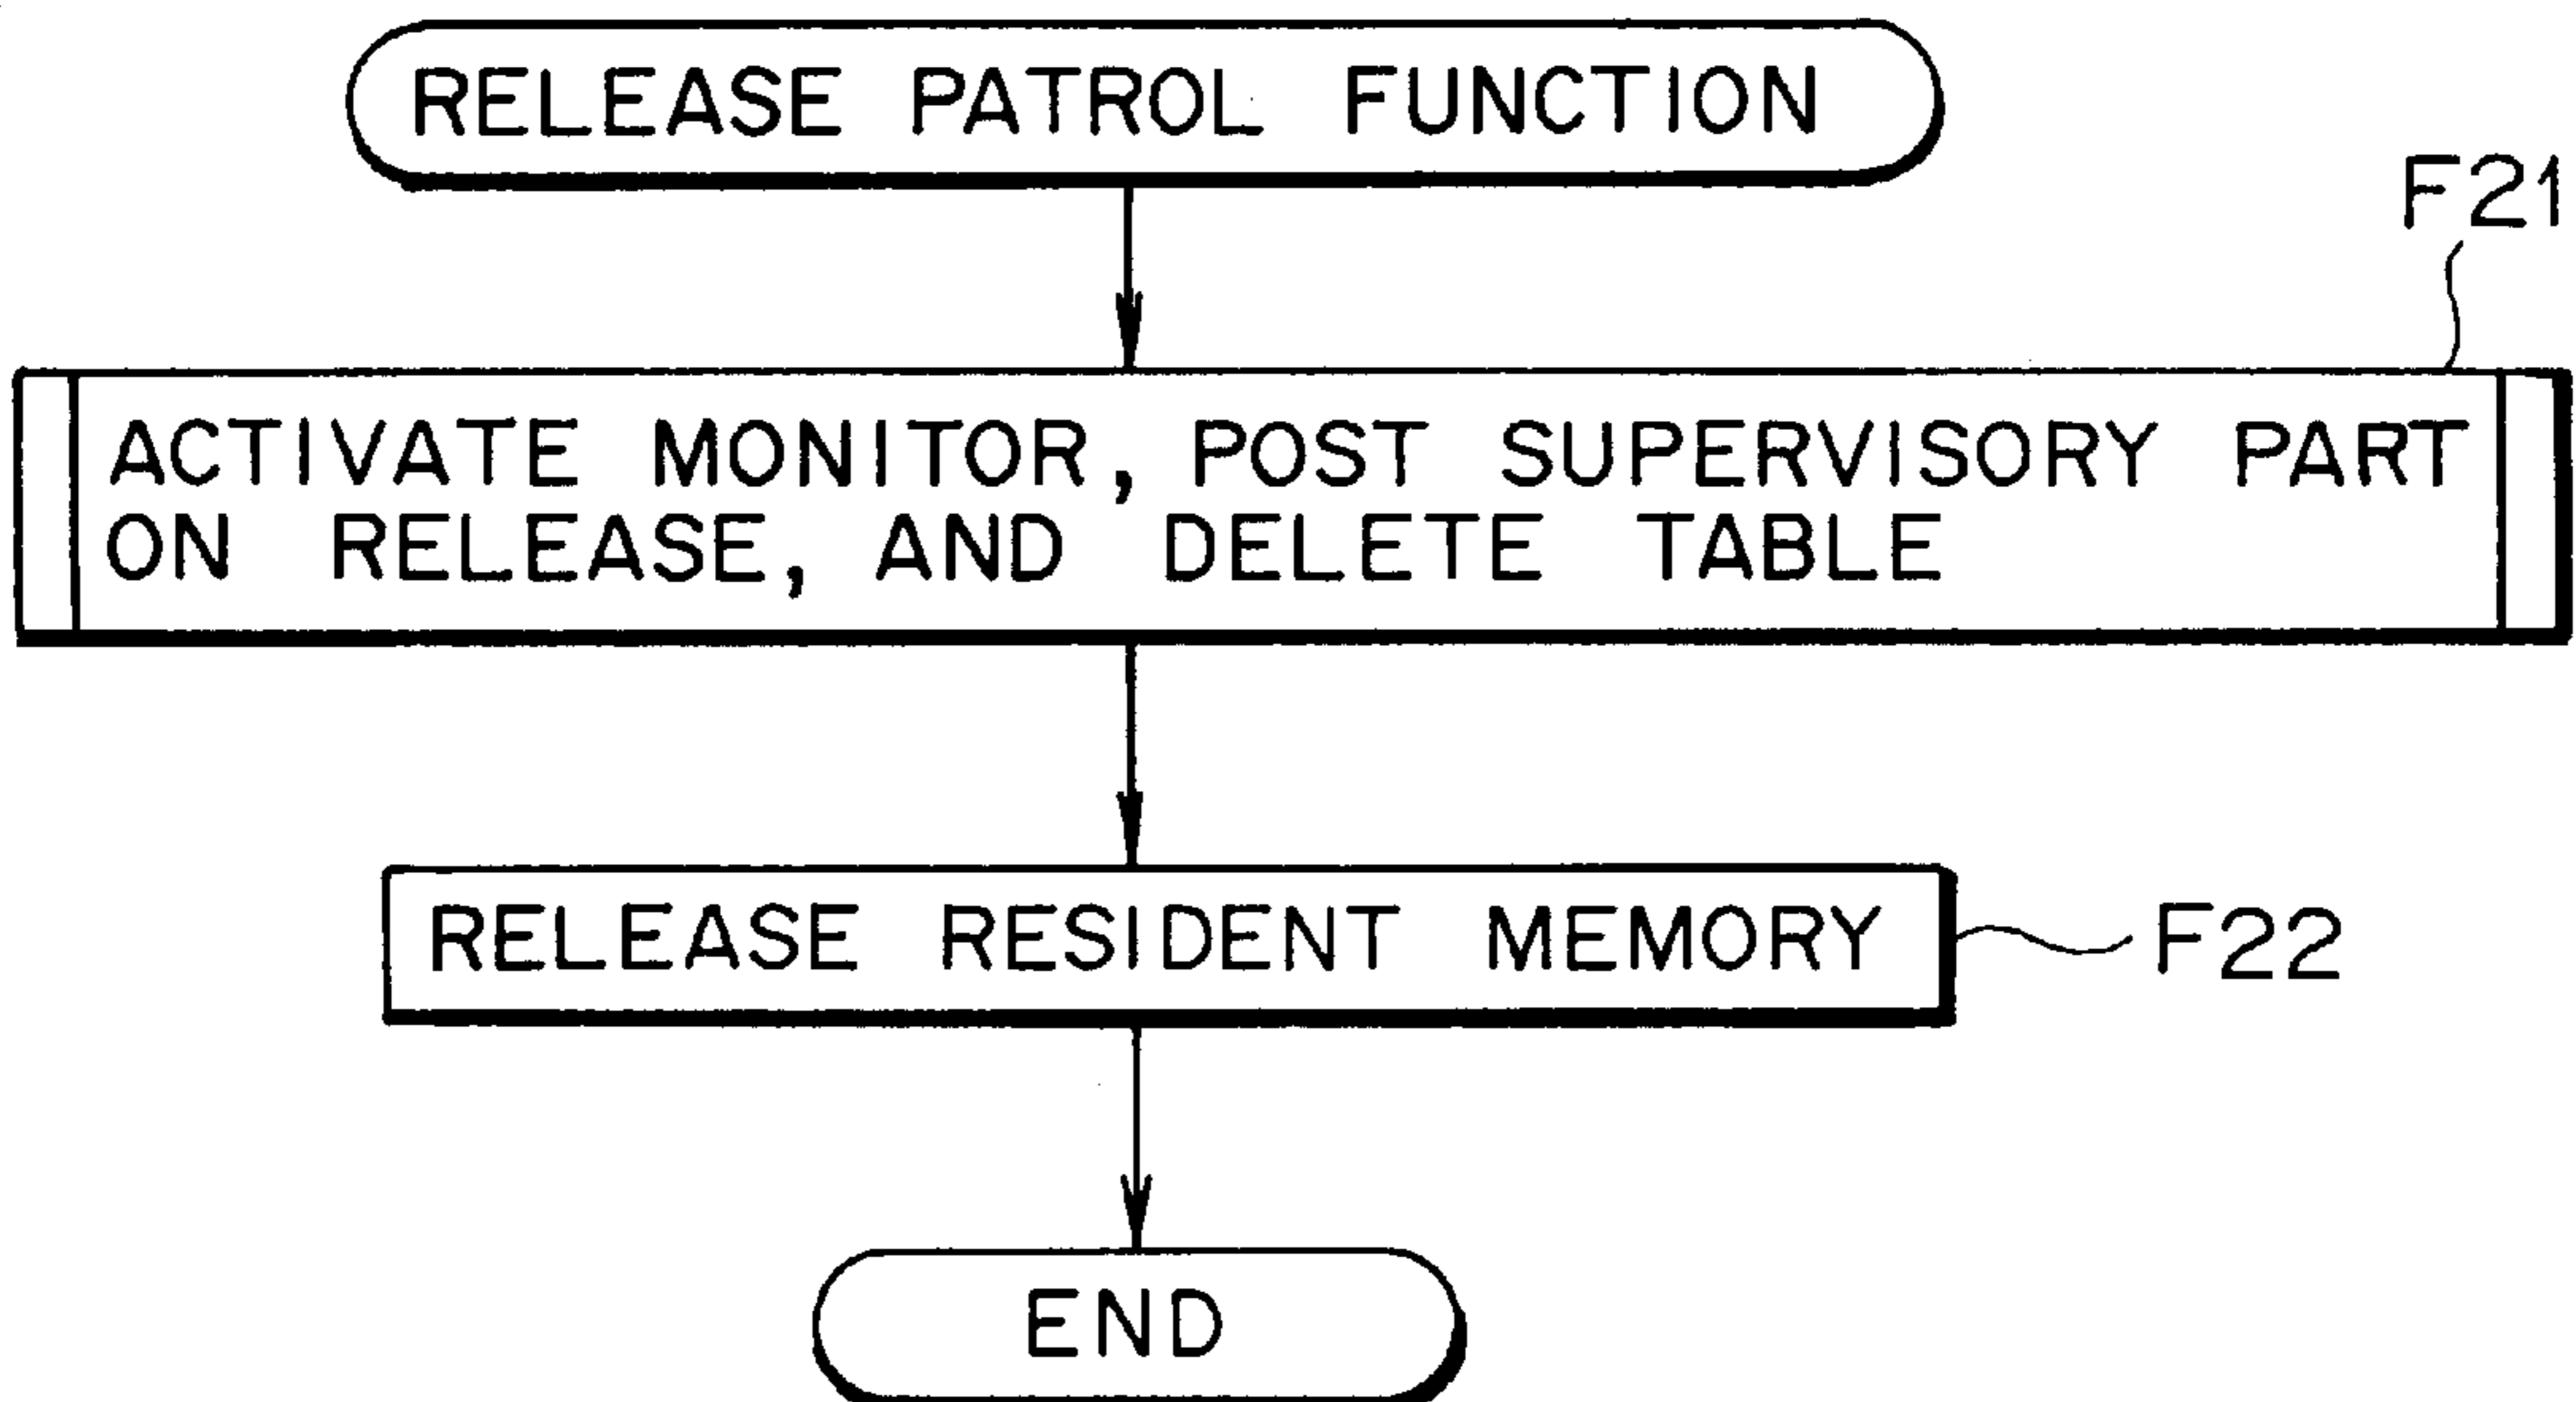 RELEASE PATROL FUNCTION
F21
ACTIVATE MONITOR, POST SUPERVISORY PART
ON RELEASE, AND DELETE TABLE
RELEASE RESIDENT MEMORY
F22
END